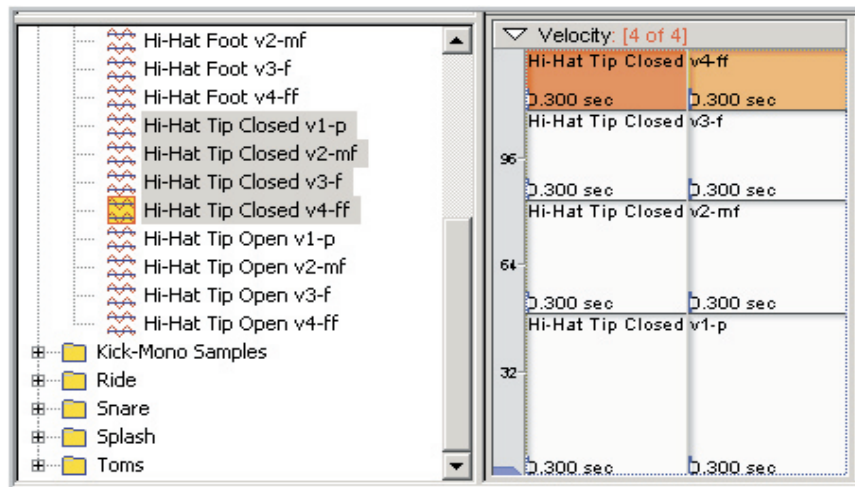 Hi-Hat Foot v2-mf
Hi-Hat Foot v3-f
Hi-Hat Foot v4-ff
Hi-Hat Tip Closed v1-p
Hi-Hat Tip Closed v2-mf
Hi-Hat Tip Closed v3-f
Hi-Hat Tip Closed v4-ff
Hi-Hat Tip Open v1-p
Hi-Hat Tip Open v2-mf
Hi-Hat Tip Open v3-f
Hi-Hat Tip Open v4-ff
Kick-Mono Samples
Ride
Snare
Splash
Toms
Velocity: [4 of 4]
Hi-Hat Tip Closed v4-ff
0.300 sec 0.300 sec
Hi-Hat Tip Closed v3-f
96
0.300 sec 0.300 sec
Hi-Hat Tip Closed v2-mf
64
0.300 sec 0.300 sec
Hi-Hat Tip Closed v1-p
32
0.300 sec 0.300 sec